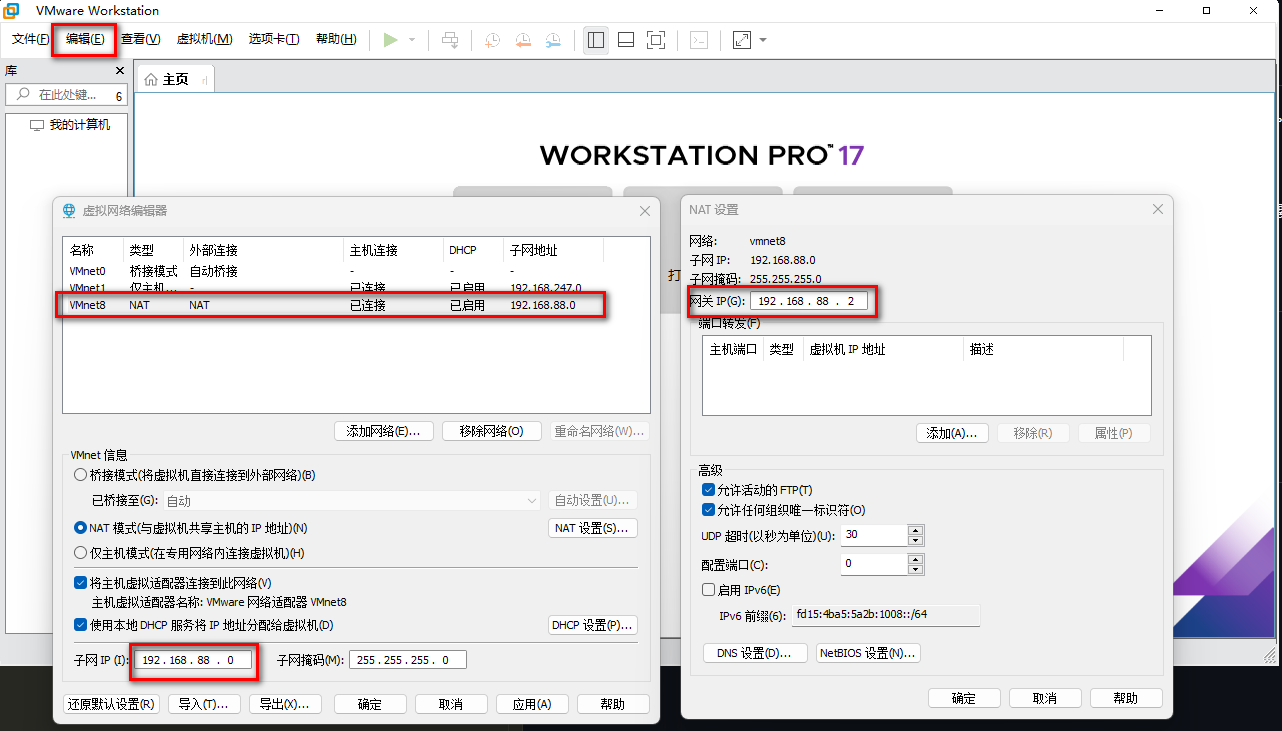 VMware Workstation
文件(F) 编辑(E) 查看(V) 虚拟机(M) 选项卡(T) 帮助(H)
库
主页
在此处键... 6
我的计算机
WORKSTATION PRO™ 17
打
虚拟网络编辑器
名称 类型 外部连接 主机连接 DHCP 子网地址
VMnet0 桥接模式 自动桥接 - - -
VMnet1 仅主机... - 已连接 已启用 192.168.247.0
VMnet8 NAT NAT 已连接 已启用 192.168.88.0
添加网络(E)... 移除网络(O) 重命名网络(W)...
VMnet 信息
桥接模式(将虚拟机直接连接到外部网络)(B)
已桥接至(G): 自动 自动设置(U)...
NAT 模式(与虚拟机共享主机的 IP 地址)(N) NAT 设置(S)...
仅主机模式(在专用网络内连接虚拟机)(H)
将主机虚拟适配器连接到此网络(V)
主机虚拟适配器名称: VMware 网络适配器 VMnet8
使用本地 DHCP 服务将 IP 地址分配给虚拟机(D) DHCP 设置(P)...
子网 IP (I): 192 . 168 . 88 . 0 子网掩码(M): 255 . 255 . 255 . 0
还原默认设置(R) 导入(T)... 导出(X)... 确定 取消 应用(A) 帮助
NAT 设置
网络: vmnet8
子网 IP: 192.168.88.0
子网掩码: 255.255.255.0
网关 IP(G): 192 . 168 . 88 . 2
端口转发(F)
主机端口 类型 虚拟机 IP 地址 描述
添加(A)... 移除(R) 属性(P)
高级
允许活动的 FTP(T)
允许任何组织唯一标识符(O)
UDP 超时(以秒为单位)(U): 30
配置端口(C): 0
启用 IPv6(E)
IPv6 前缀(6): fd15:4ba5:5a2b:1008::/64
DNS 设置(D)... NetBIOS 设置(N)...
确定 取消 帮助